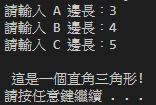 請輸入 A 邊長：3
請輸入 B 邊長：4
請輸入 C 邊長：5
這是一個直角三角形!
請按任意鍵繼續 . . .